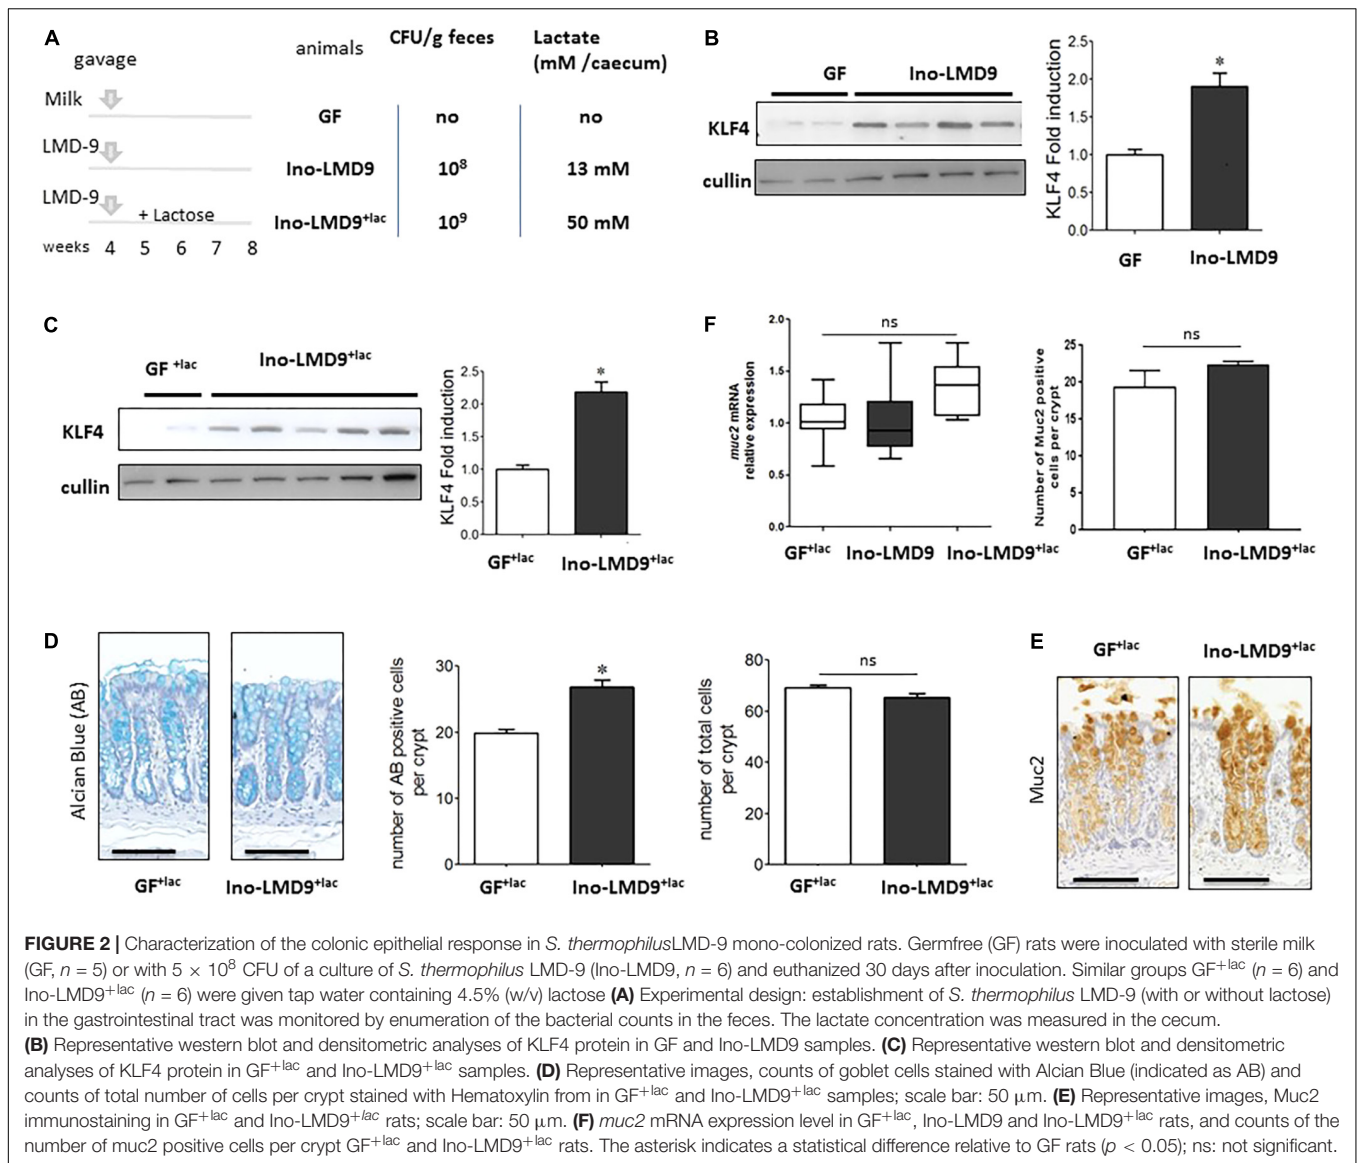 A
gavage
Milk
LMD-9
LMD-9
+ Lactose
weeks 4 5 6 7 8
animals CFU/g feces Lactate
(mM /caecum)
GF no no
Ino-LMD9 10⁸ 13 mM
Ino-LMD9⁺ˡᵃᶜ 10⁹ 50 mM
B
GF Ino-LMD9
KLF4
cullin
KLF4 Fold induction
2.5
2.0
1.5
1.0
0.5
0.0
*
GF Ino-LMD9
C
GF ⁺ˡᵃᶜ Ino-LMD9⁺ˡᵃᶜ
KLF4
cullin
KLF4 Fold induction
2.5
2.0
1.5
1.0
0.5
0.0
*
GF⁺ˡᵃᶜ Ino-LMD9⁺ˡᵃᶜ
F
muc2 mRNA
relative expression
2.0
1.5
1.0
0.5
0.0
ns
GF⁺ˡᵃᶜ Ino-LMD9 Ino-LMD9⁺ˡᵃᶜ
Number of Muc2 positive
cells per crypt
25
20
15
10
5
0
ns
GF⁺ˡᵃᶜ Ino-LMD9⁺ˡᵃᶜ
D
Alcian Blue (AB)
GF⁺ˡᵃᶜ Ino-LMD9⁺ˡᵃᶜ
number of AB positive cells
per crypt
30
20
10
0
*
GF⁺ˡᵃᶜ Ino-LMD9⁺ˡᵃᶜ
number of total cells
per crypt
80
60
40
20
0
ns
GF⁺ˡᵃᶜ Ino-LMD9⁺ˡᵃᶜ
E
GF⁺ˡᵃᶜ Ino-LMD9⁺ˡᵃᶜ
Muc2
FIGURE 2 | Characterization of the colonic epithelial response in S. thermophilusLMD-9 mono-colonized rats. Germfree (GF) rats were inoculated with sterile milk
(GF, n = 5) or with 5 × 10⁸ CFU of a culture of S. thermophilus LMD-9 (Ino-LMD9, n = 6) and euthanized 30 days after inoculation. Similar groups GF⁺ˡᵃᶜ (n = 6) and
Ino-LMD9⁺ˡᵃᶜ (n = 6) were given tap water containing 4.5% (w/v) lactose (A) Experimental design: establishment of S. thermophilus LMD-9 (with or without lactose)
in the gastrointestinal tract was monitored by enumeration of the bacterial counts in the feces. The lactate concentration was measured in the cecum.
(B) Representative western blot and densitometric analyses of KLF4 protein in GF and Ino-LMD9 samples. (C) Representative western blot and densitometric
analyses of KLF4 protein in GF⁺ˡᵃᶜ and Ino-LMD9⁺ˡᵃᶜ samples. (D) Representative images, counts of goblet cells stained with Alcian Blue (indicated as AB) and
counts of total number of cells per crypt stained with Hematoxylin from in GF⁺ˡᵃᶜ and Ino-LMD9⁺ˡᵃᶜ samples; scale bar: 50 μm. (E) Representative images, Muc2
immunostaining in GF⁺ˡᵃᶜ and Ino-LMD9⁺ˡᵃᶜ rats; scale bar: 50 μm. (F) muc2 mRNA expression level in GF⁺ˡᵃᶜ, Ino-LMD9 and Ino-LMD9⁺ˡᵃᶜ rats, and counts of the
number of muc2 positive cells per crypt GF⁺ˡᵃᶜ and Ino-LMD9⁺ˡᵃᶜ rats. The asterisk indicates a statistical difference relative to GF rats (p < 0.05); ns: not significant.